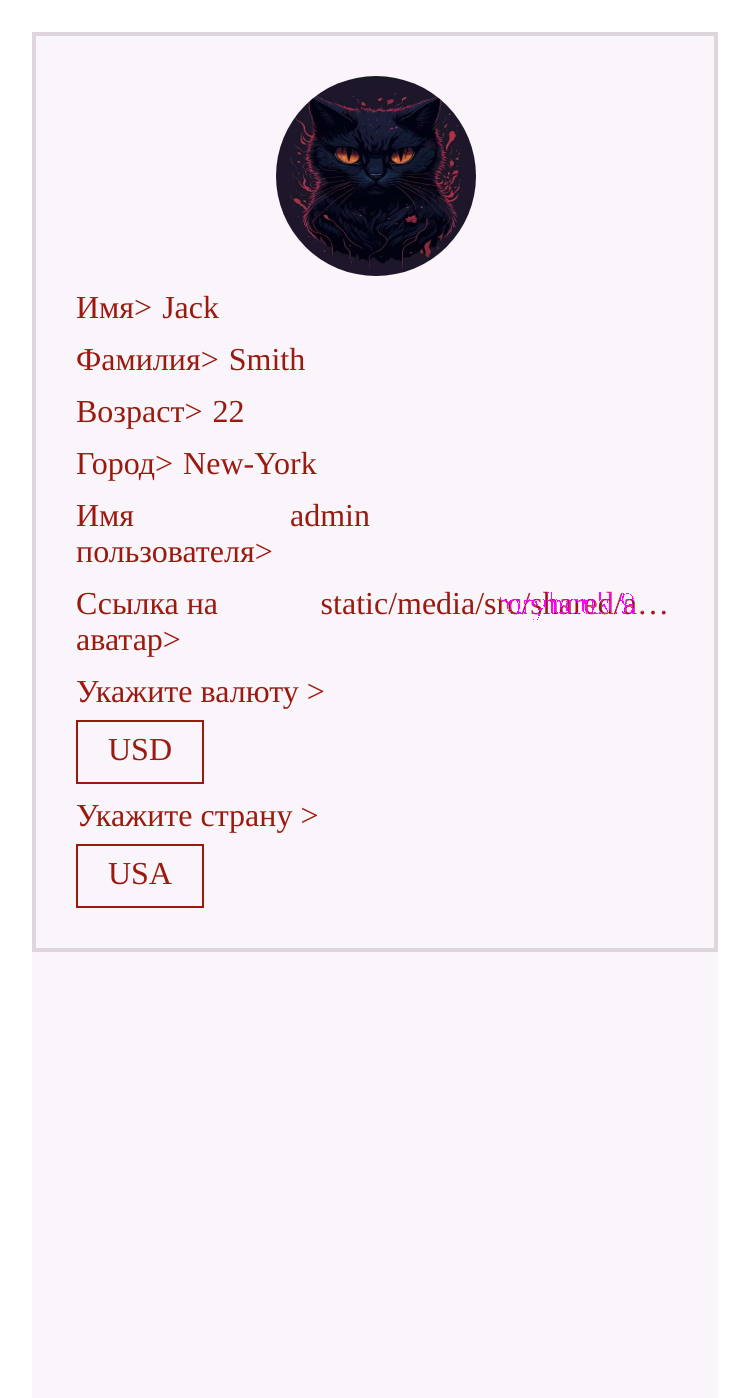 Имя> Jack
Фамилия> Smith
Возраст> 22
Город> New-York
Имя admin
пользователя>
Ссылка на static/media/src/shared/a…
аватар>
Укажите валюту >
USD
Укажите страну >
USA